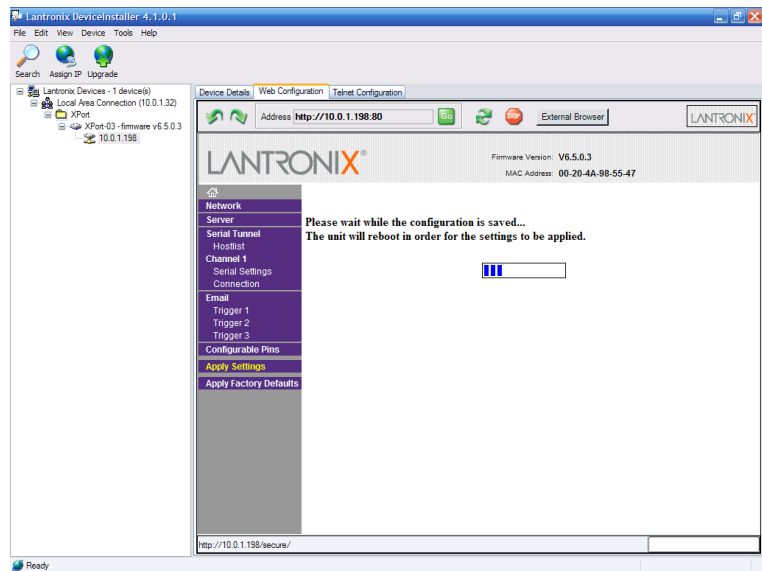 Lantronix DeviceInstaller 4.1.0.1
File Edit View Device Tools Help
Search Assign IP Upgrade
Lantronix Devices - 1 device(s)
Local Area Connection (10.0.1.32)
XPort
XPort-03 - firmware v6.5.0.3
10.0.1.198
Device Details Web Configuration Telnet Configuration
Address http://10.0.1.198:80 Go STOP External Browser LANTRONIX
LANTRONIX®
Firmware Version: V6.5.0.3
MAC Address: 00-20-4A-98-55-47
Network
Server
Serial Tunnel
Hostlist
Channel 1
Serial Settings
Connection
Email
Trigger 1
Trigger 2
Trigger 3
Configurable Pins
Apply Settings
Apply Factory Defaults
Please wait while the configuration is saved...
The unit will reboot in order for the settings to be applied.
http://10.0.1.198/secure/
Ready